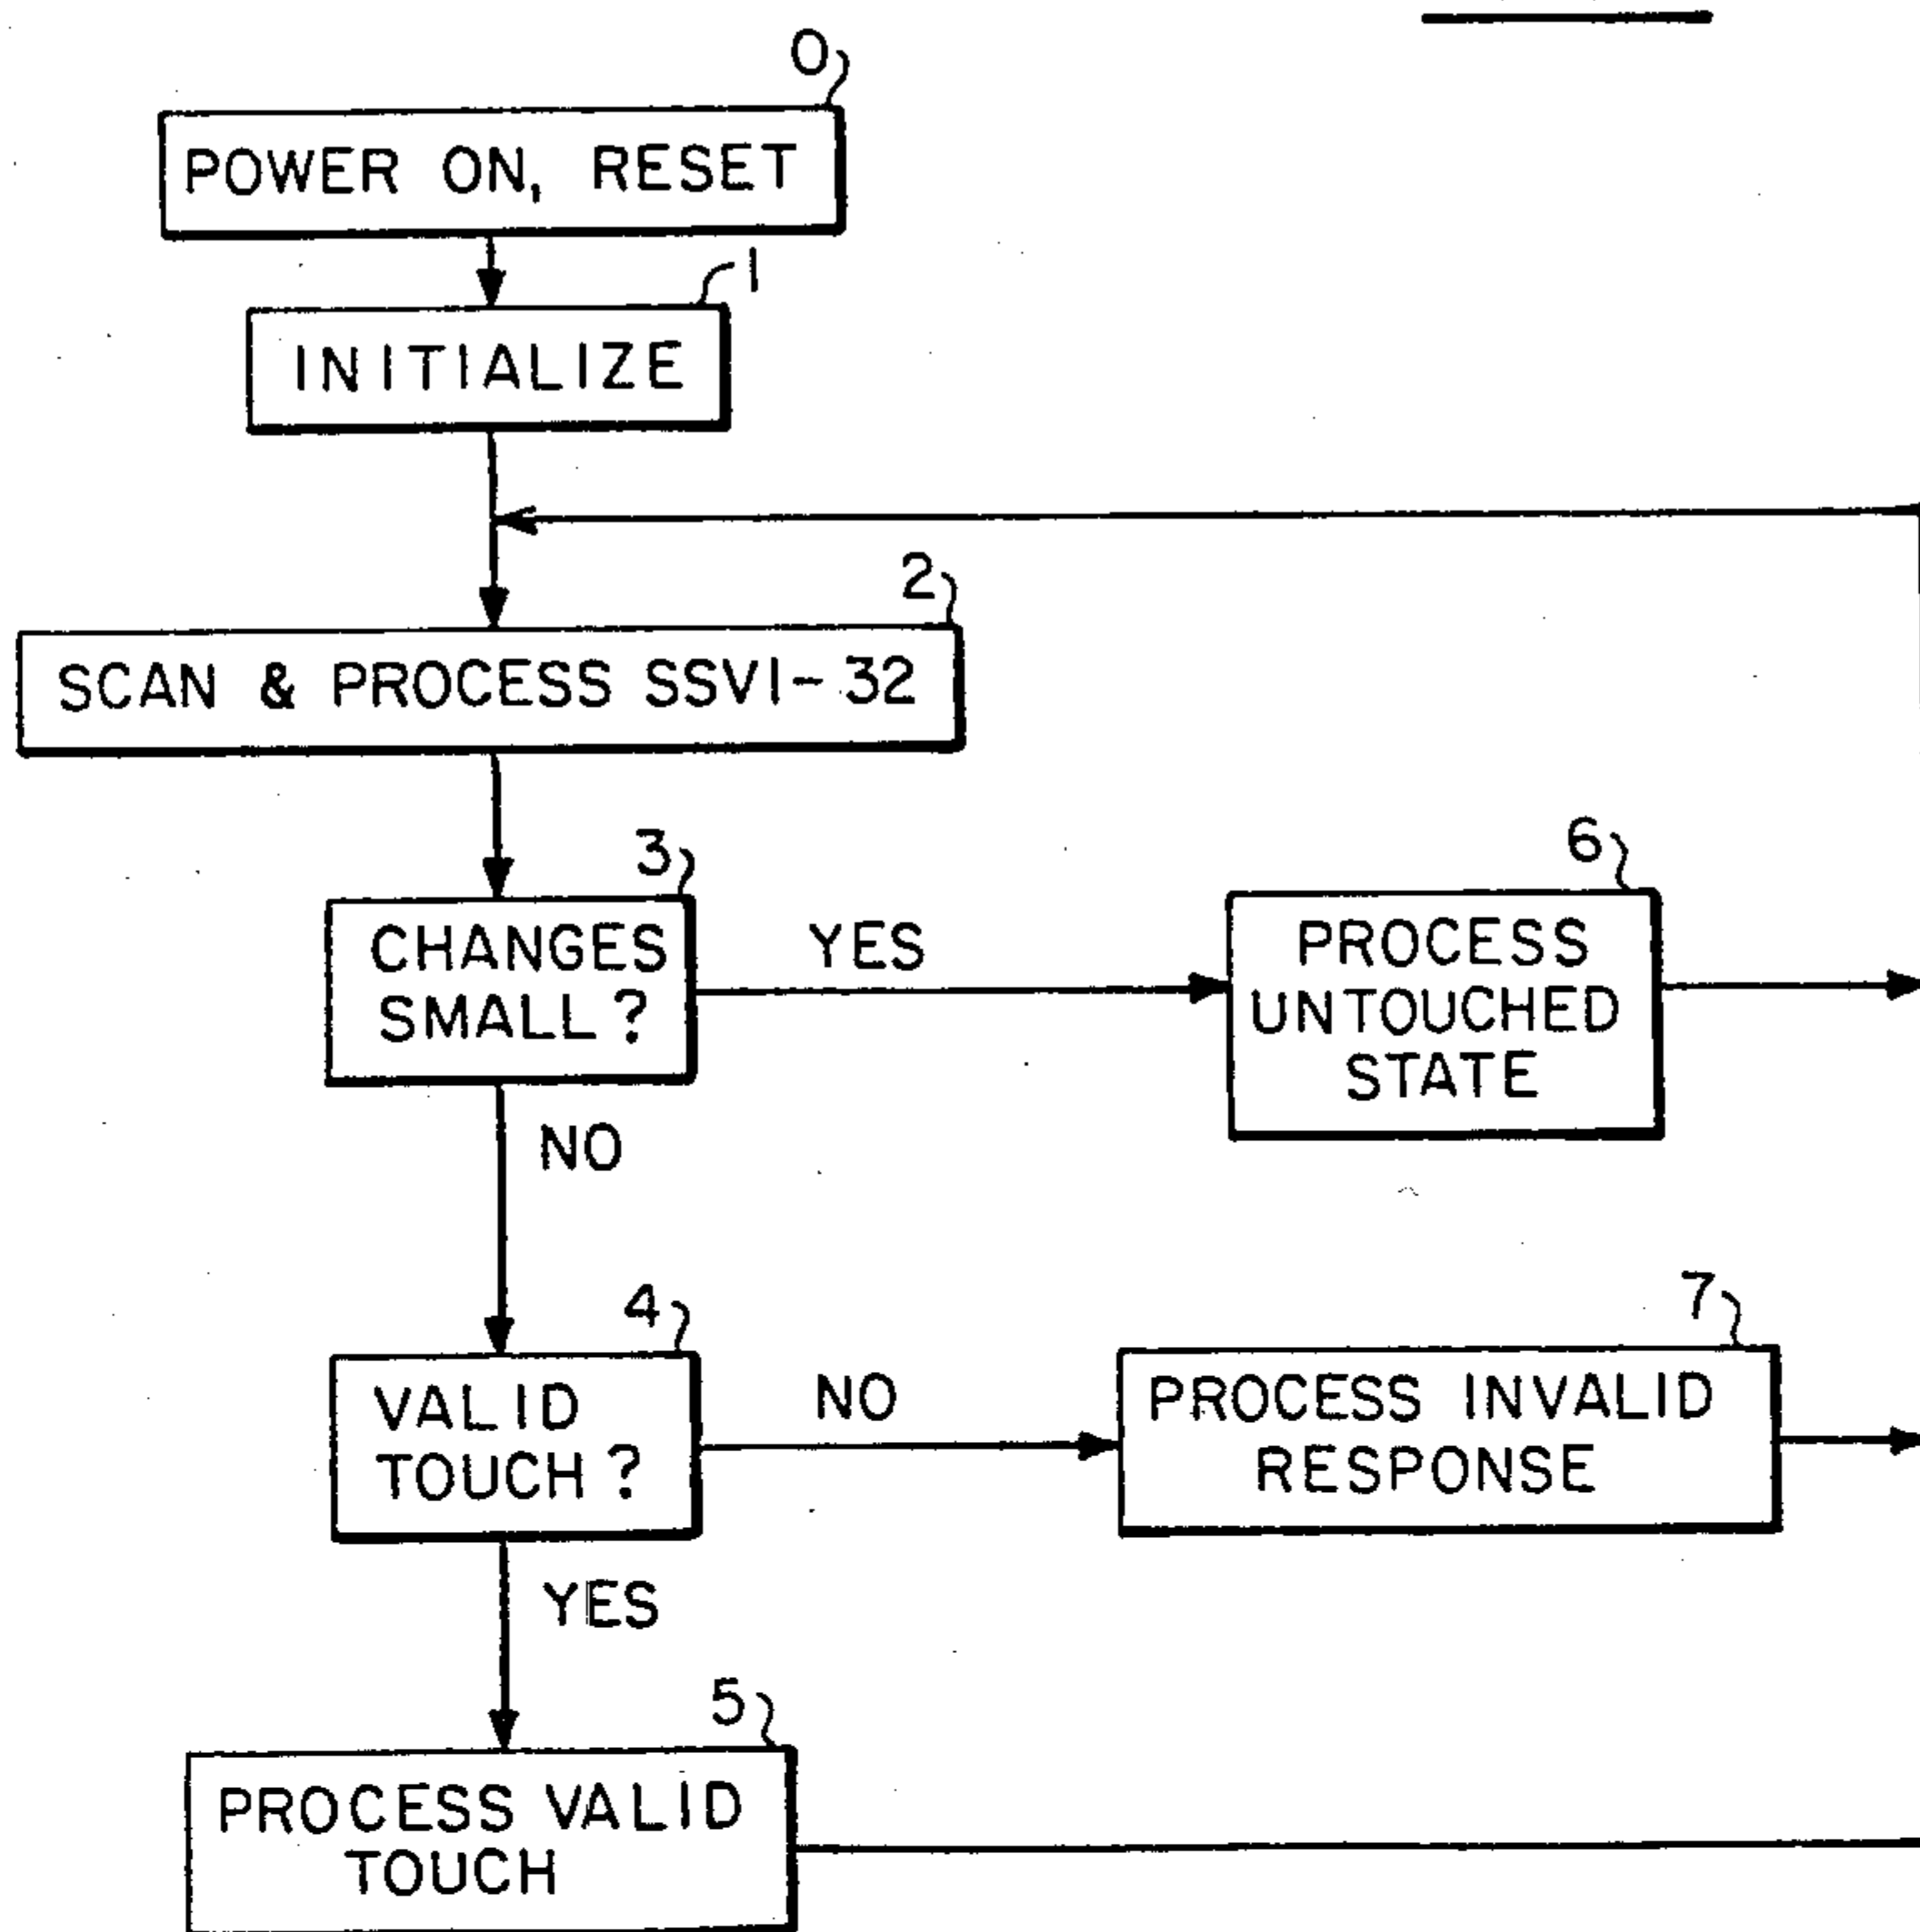 0
POWER ON, RESET
1
INITIALIZE
2
SCAN & PROCESS SSV1-32
3
CHANGES
SMALL?
YES
6
PROCESS
UNTOUCHED
STATE
NO
4
VALID
TOUCH?
NO
7
PROCESS INVALID
RESPONSE
YES
5
PROCESS VALID
TOUCH